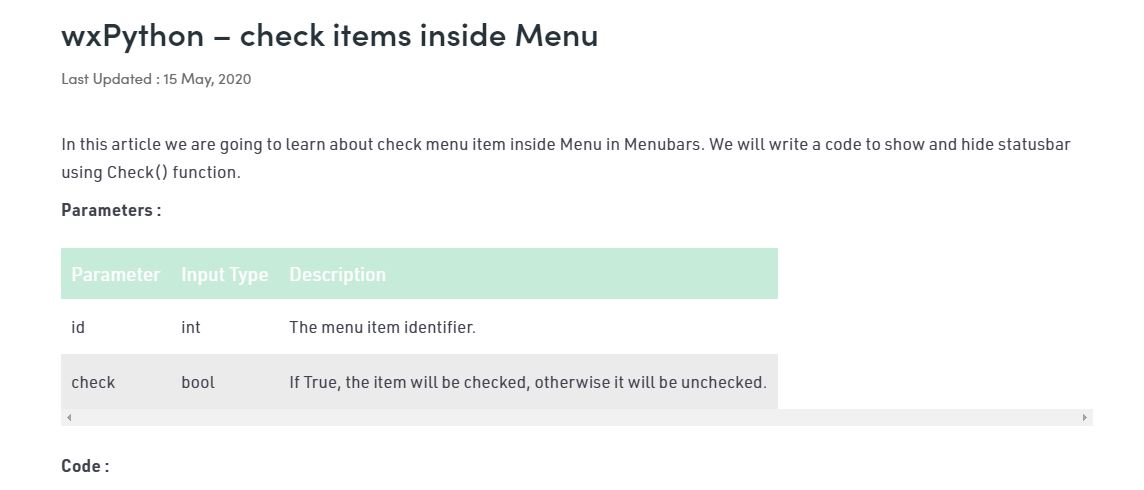 wxPython – check items inside Menu
Last Updated : 15 May, 2020
In this article we are going to learn about check menu item inside Menu in Menubars. We will write a code to show and hide statusbar
using Check() function.
Parameters :
Parameter Input Type Description
id int The menu item identifier.
check bool If True, the item will be checked, otherwise it will be unchecked.
Code :